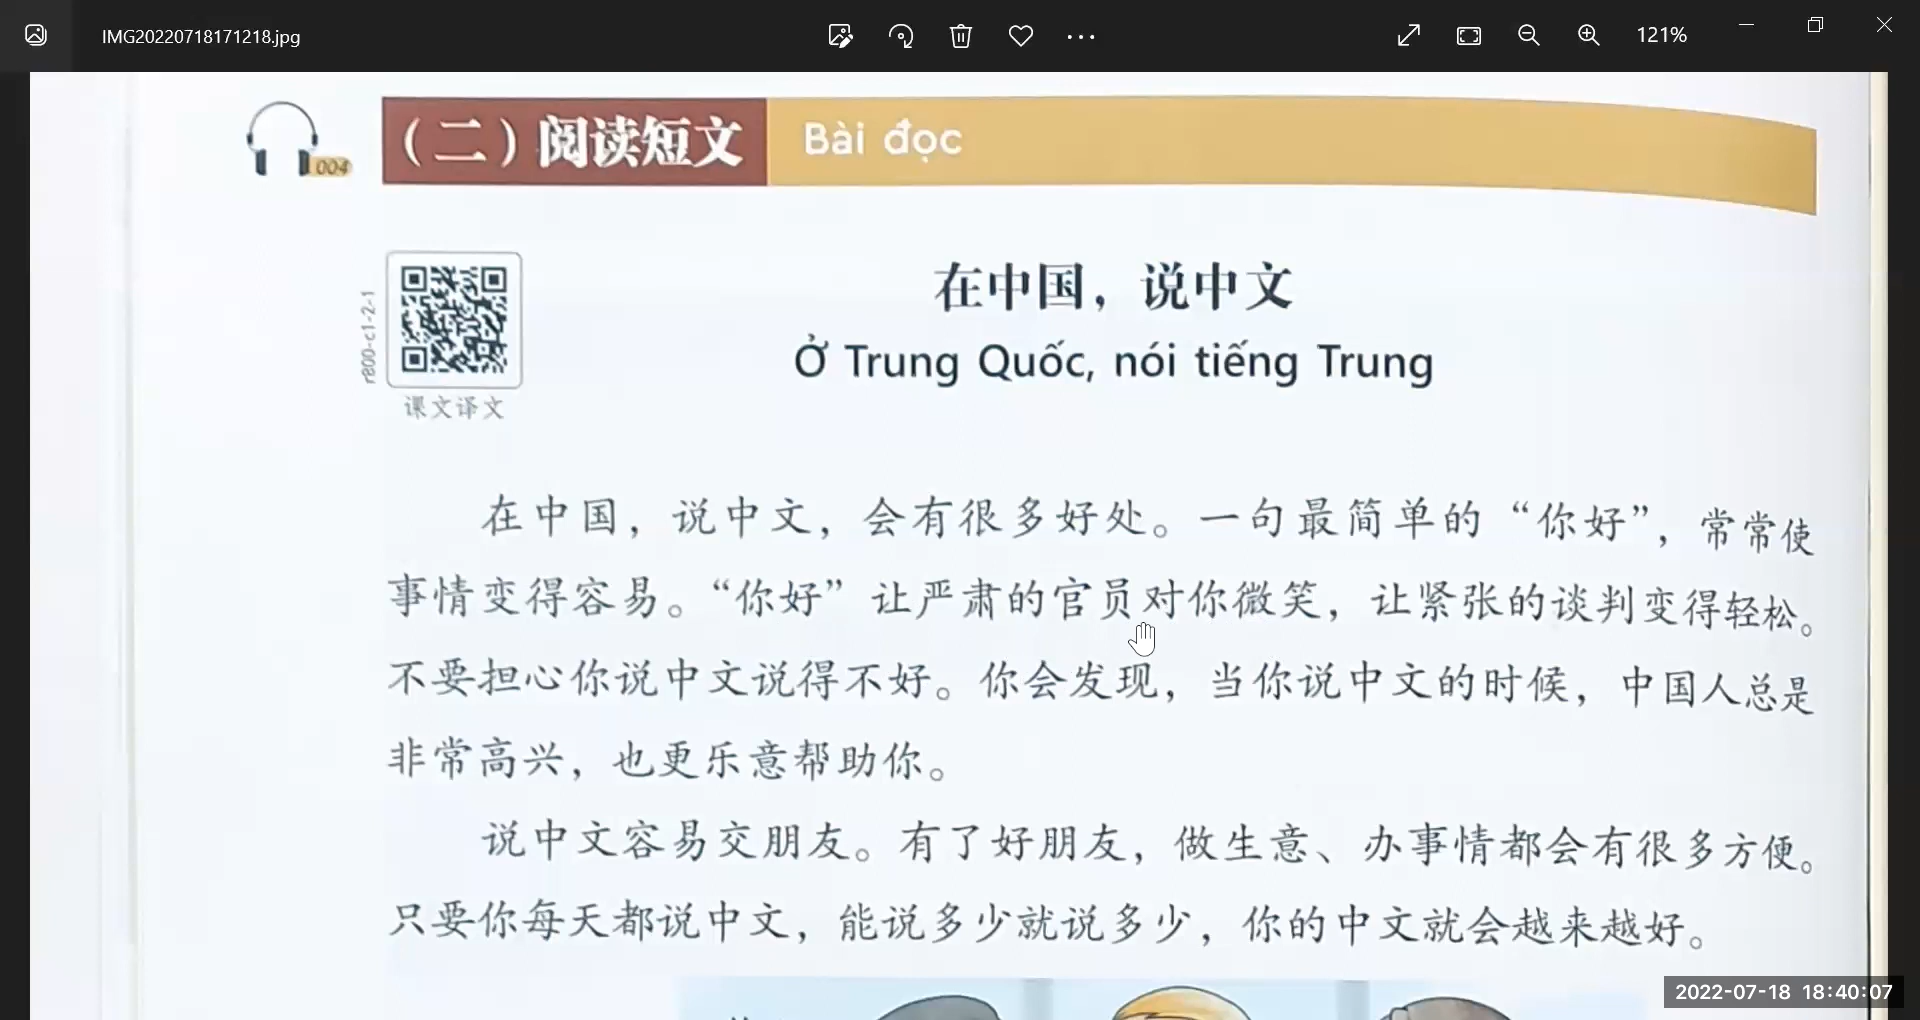 IMG20220718171218.jpg
121%
004
（二）阅读短文
Bài đọc
r800-c1-2-1
课文译文
在中国，说中文
Ở Trung Quốc, nói tiếng Trung
在中国，说中文，会有很多好处。一句最简单的“你好”，常常使
事情变得容易。“你好”让严肃的官员对你微笑，让紧张的谈判变得轻松。
不要担心你说中文说得不好。你会发现，当你说中文的时候，中国人总是
非常高兴，也更乐意帮助你。
说中文容易交朋友。有了好朋友，做生意、办事情都会有很多方便。
只要你每天都说中文，能说多少就说多少，你的中文就会越来越好。
2022-07-18 18:40:07